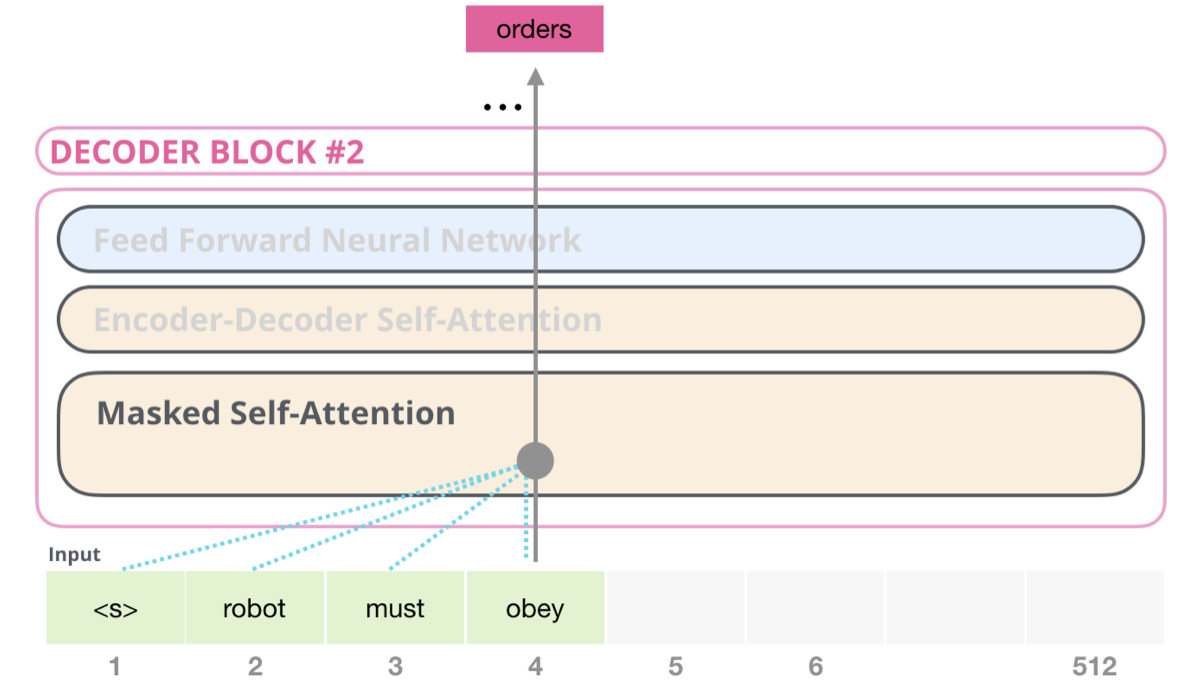 orders
...
DECODER BLOCK #2
Feed Forward Neural Network
Encoder-Decoder Self-Attention
Masked Self-Attention
Input
<s> robot must obey
1 2 3 4 5 6 512